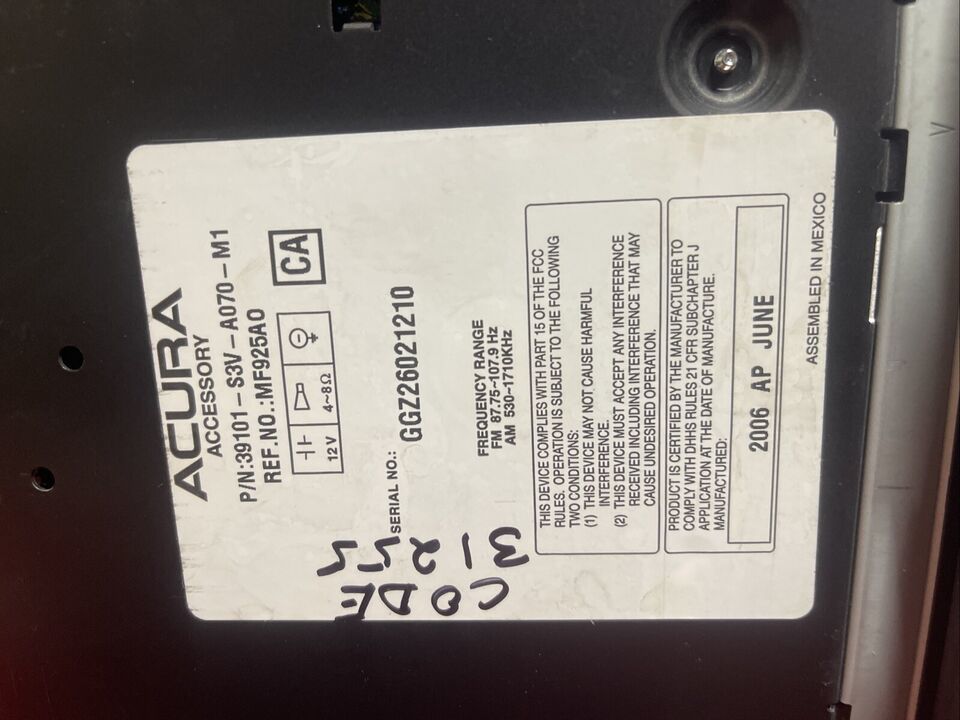 ACURA
ACCESSORY
P/N:39101-S3V-A070-M1
REF.NO.:MF925A0
12V 4~8Ω
CA
SERIAL NO.:
GGZ26021210
FREQUENCY RANGE
FM 87.75~107.9 Hz
AM 530-1710KHz
THIS DEVICE COMPLIES WITH PART 15 OF THE FCC
RULES. OPERATION IS SUBJECT TO THE FOLLOWING
TWO CONDITIONS:
(1) THIS DEVICE MAY NOT CAUSE HARMFUL
INTERFERENCE.
(2) THIS DEVICE MUST ACCEPT ANY INTERFERENCE
RECEIVED INCLUDING INTERFERENCE THAT MAY
CAUSE UNDESIRED OPERATION.
PRODUCT IS CERTIFIED BY THE MANUFACTURER TO
COMPLY WITH DHHS RULES 21 CFR SUBCHAPTER J
APPLICATION AT THE DATE OF MANUFACTURE.
MANUFACTURED:
2006 AP JUNE
ASSEMBLED IN MEXICO
CODE
31255